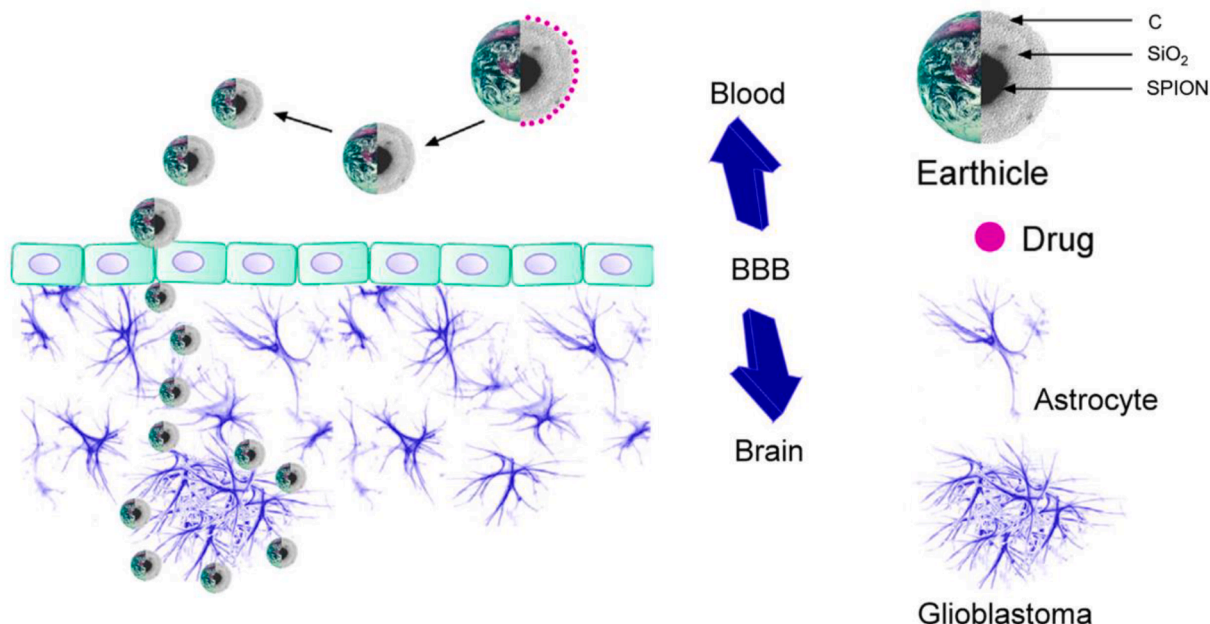 Blood
BBB
Brain
C
SiO₂
SPION
Earthicle
Drug
Astrocyte
Glioblastoma